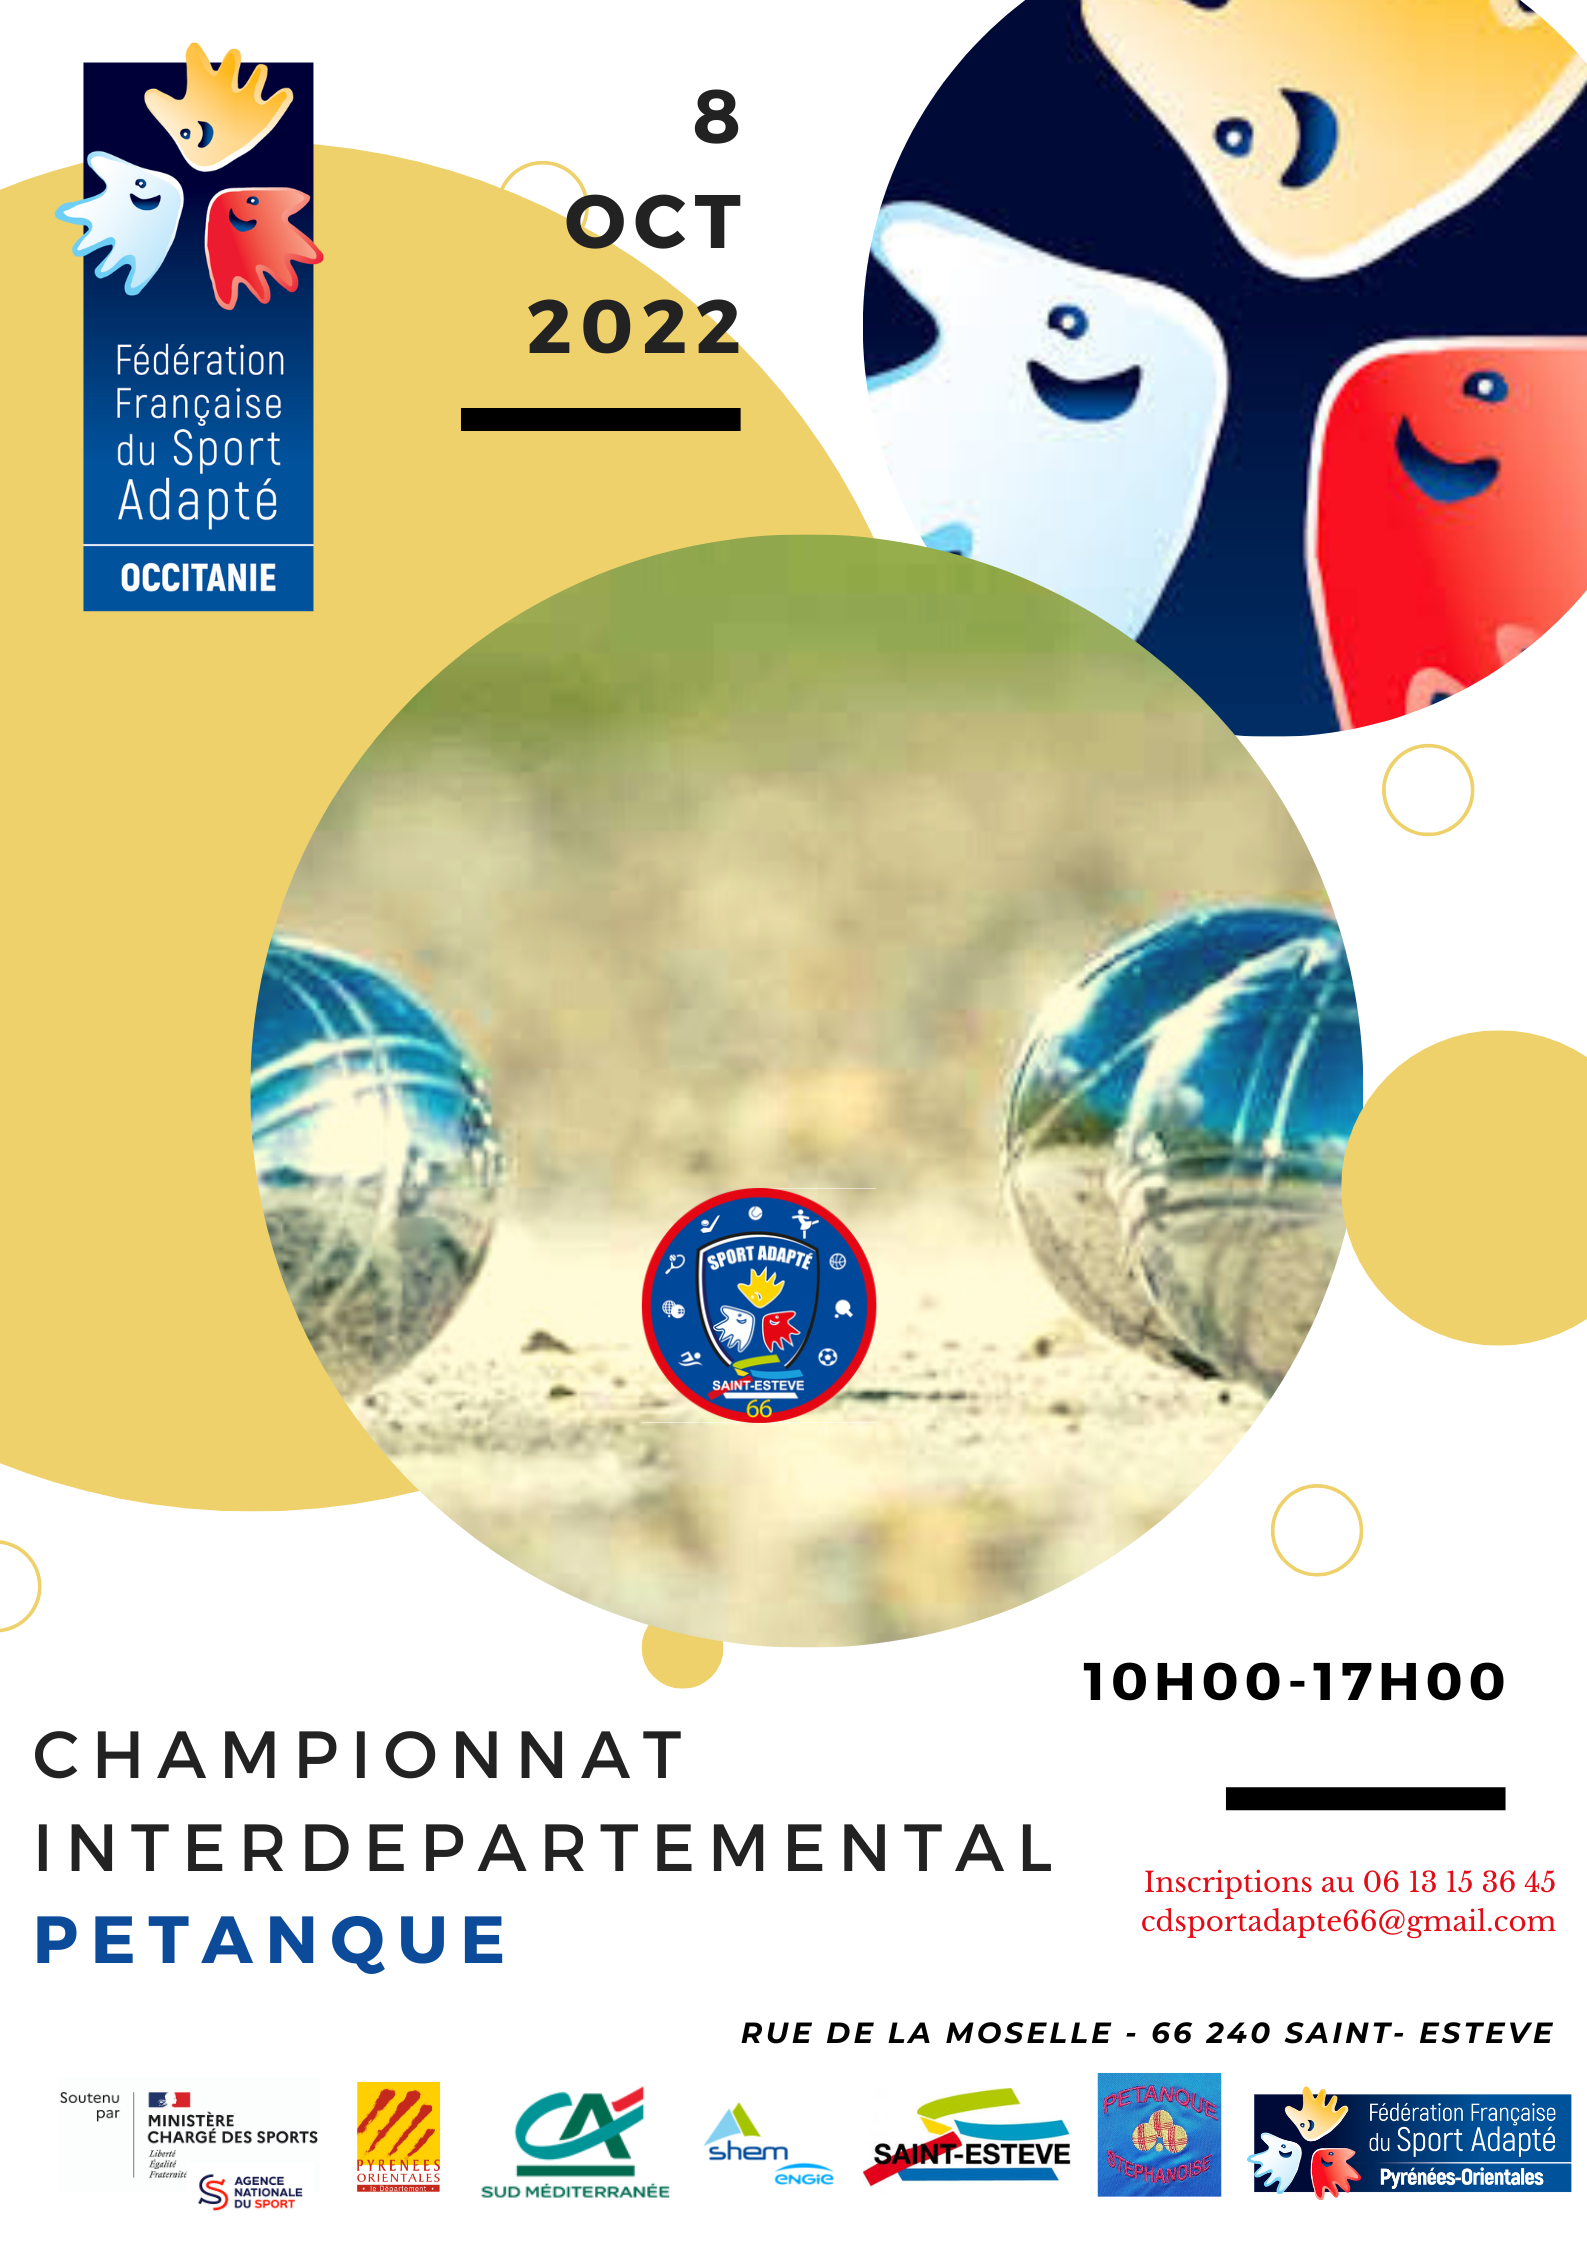 8
OCT
2022
Fédération
Française
du Sport
Adapté
OCCITANIE
SPORT ADAPTÉ
SAINT-ESTEVE
66
10H00-17H00
CHAMPIONNAT
INTERDEPARTEMENTAL
PETANQUE
Inscriptions au 06 13 15 36 45
cdsportadapte66@gmail.com
RUE DE LA MOSELLE - 66 240 SAINT- ESTEVE
Soutenu
par
MINISTÈRE
CHARGÉ DES SPORTS
Liberté
Égalité
Fraternité
AGENCE
NATIONALE
DU SPORT
PYRENEES
ORIENTALES
• le Département •
CA
SUD MÉDITERRANÉE
shem
ENGIE
SAINT-ESTEVE
PETANQUE
STEPHANOISE
Fédération Française
du Sport Adapté
Pyrénées-Orientales